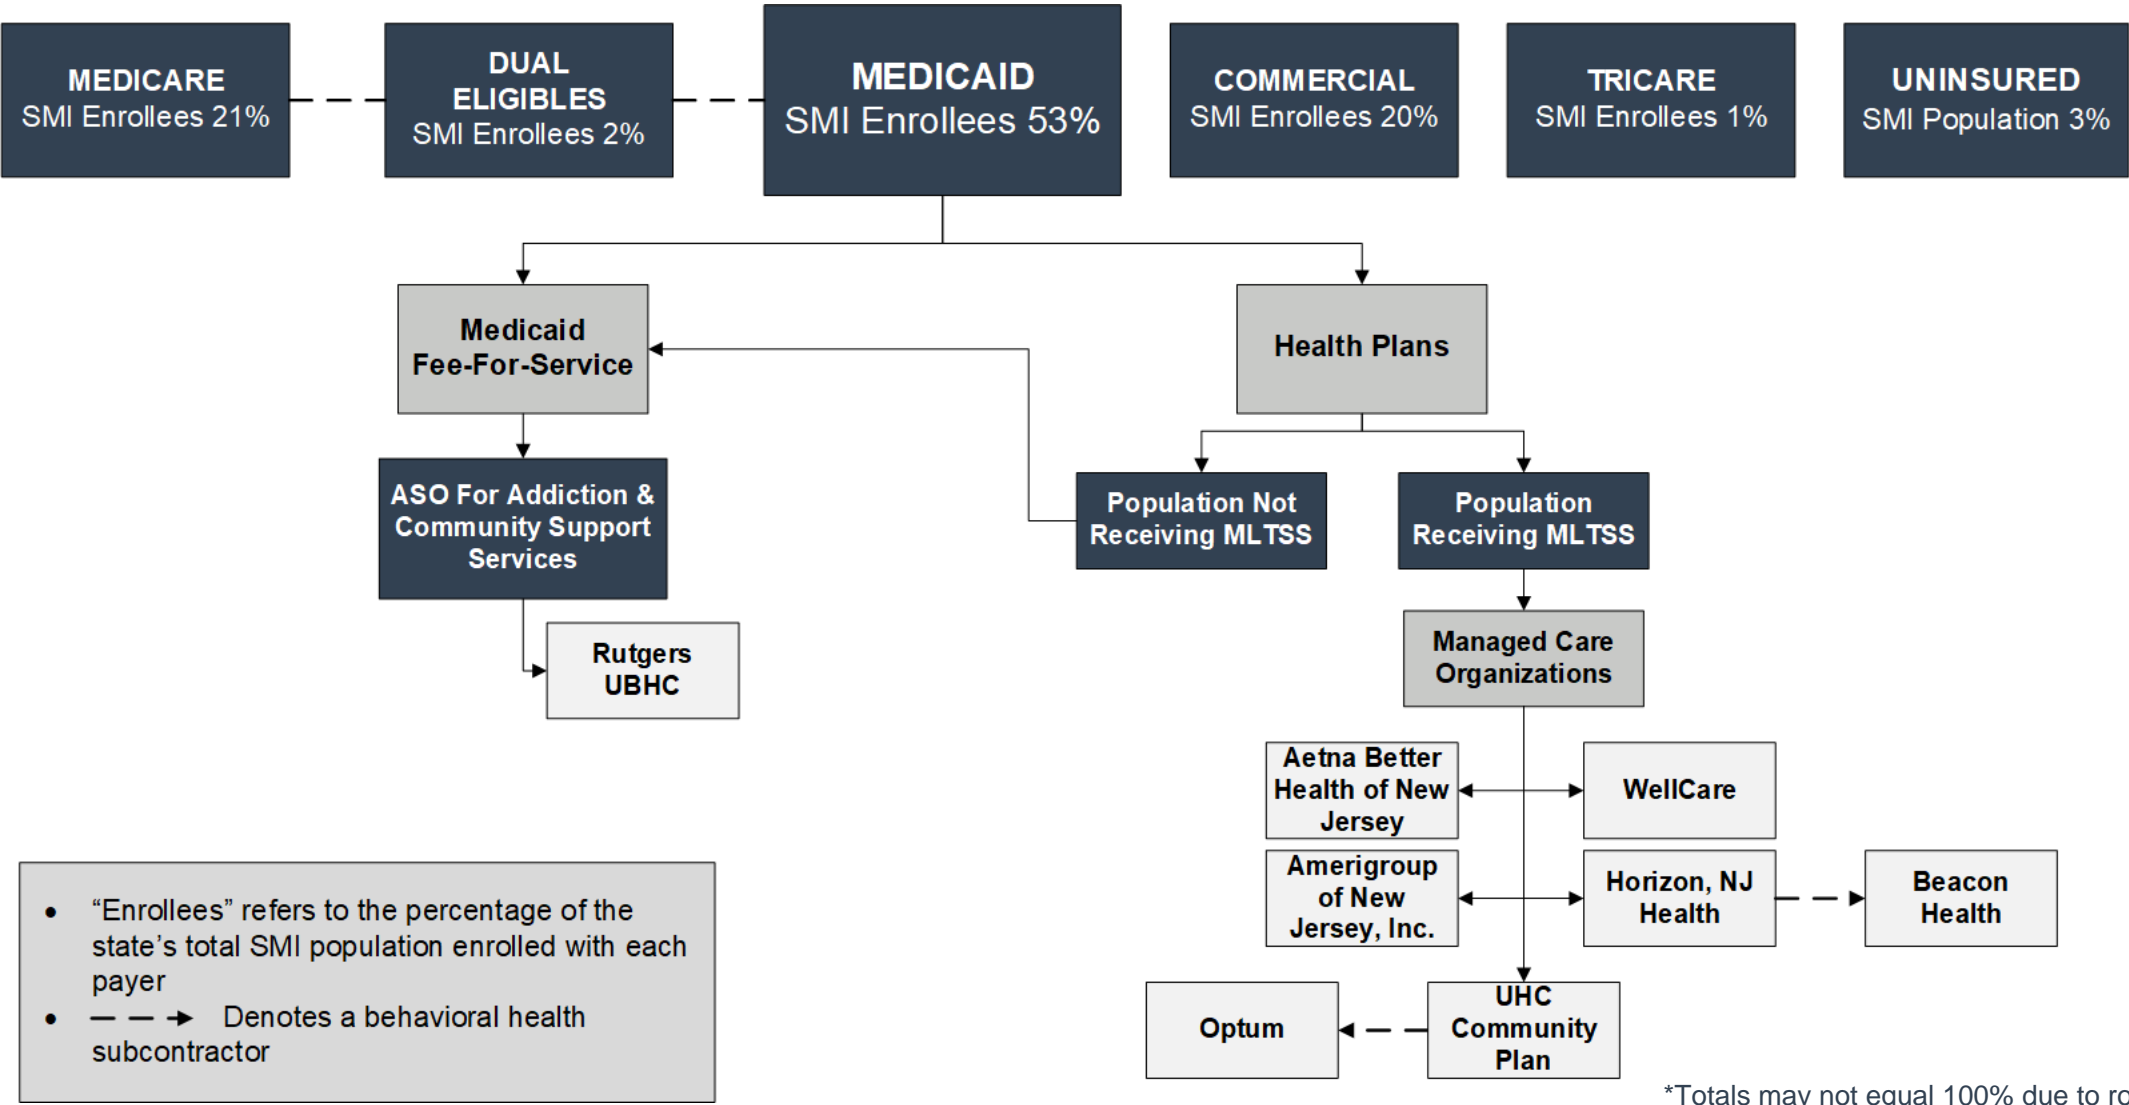 MEDICARE
SMI Enrollees 21%
DUAL
ELIGIBLES
SMI Enrollees 2%
MEDICAID
SMI Enrollees 53%
COMMERCIAL
SMI Enrollees 20%
TRICARE
SMI Enrollees 1%
UNINSURED
SMI Population 3%
Medicaid
Fee-For-Service
Health Plans
ASO For Addiction &
Community Support
Services
Population Not
Receiving MLTSS
Population
Receiving MLTSS
Rutgers
UBHC
Managed Care
Organizations
Aetna Better
Health of New
Jersey
WellCare
Amerigroup
of New
Jersey, Inc.
Horizon, NJ
Health
Beacon
Health
Optum
UHC
Community
Plan
• “Enrollees” refers to the percentage of the
state’s total SMI population enrolled with each
payer
• Denotes a behavioral health
subcontractor
*Totals may not equal 100% due to